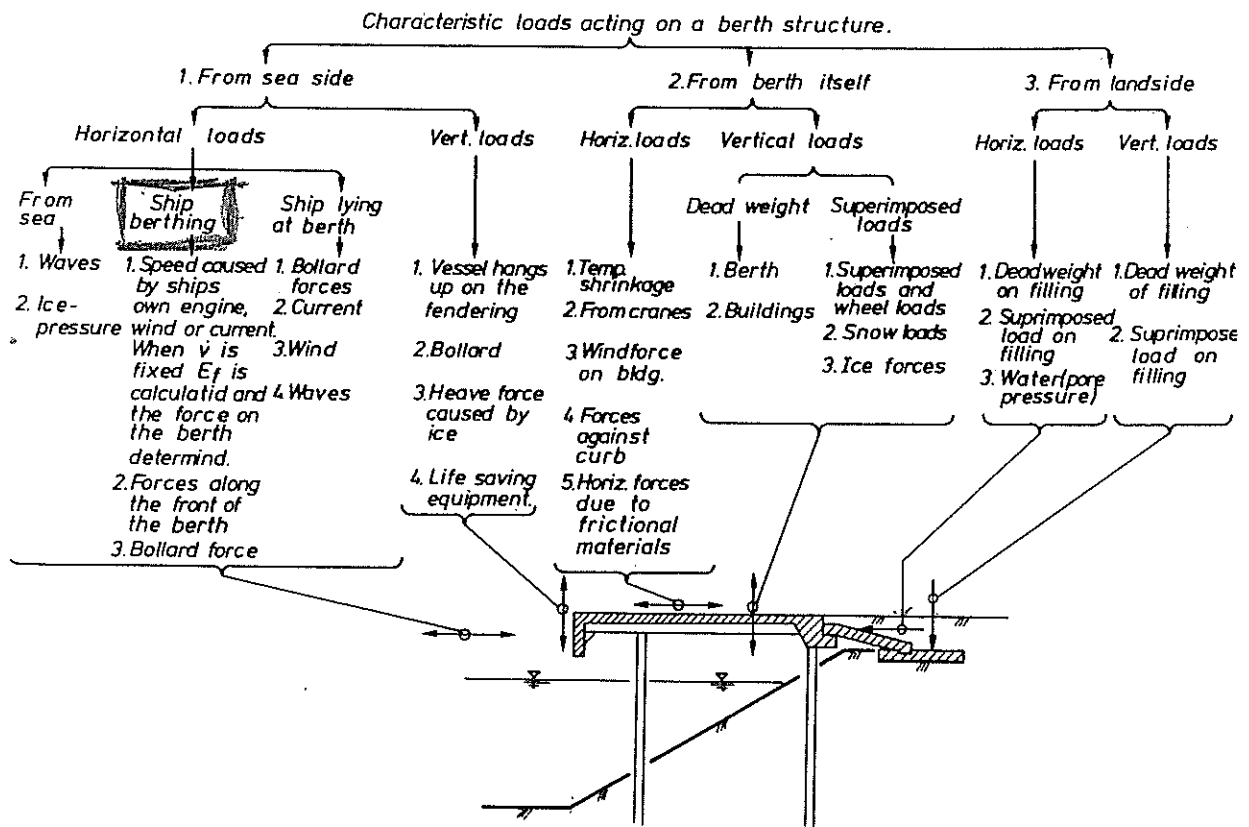 Characteristic loads acting on a berth structure.
1. From sea side
2. From berth itself
3. From landside
Horizontal loads
Vert. loads
Horiz. loads
Vertical loads
Horiz. loads
Vert. loads
From
sea
Ship
berthing
Ship lying
at berth
Dead weight
Superimposed
loads
1. Waves
2. Ice-
pressure
1. Speed caused
by ships
own engine,
wind or current.
When v is
fixed Ef is
calculatid and
the force on
the berth
determind.
2. Forces along
the front of
the berth
3. Bollard force
1. Bollard
forces
2. Current
3. Wind
4. Waves
1. Vessel hangs
up on the
fendering
2. Bollard
3. Heave force
caused by
ice
4. Life saving
equipment.
1. Temp.
shrinkage
2. From cranes
3. Windforce
on bldg.
4 Forces
against
curb
5. Horiz. forces
due to
frictional
materials
1. Berth
2. Buildings
1. Superimposed
loads and
wheel loads
2. Snow loads
3. Ice forces
1. Deadweight
on filling
2. Suprimposed
load on
filling
3. Water(pore
pressure)
1. Dead weight
of filling
2. Suprimpose
load on
filling